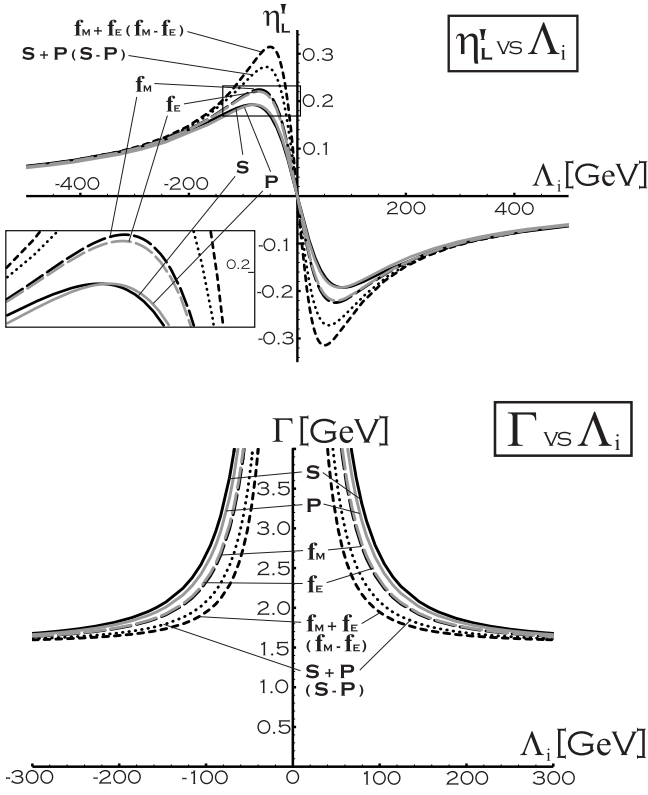 η'L
fM+fE(fM-fE)
S+P(S-P)
fM
fE
S
P
η'L vs Λi
0.3
0.2
0.1
-400
-200
200
400
Λi[GeV]
-0.1
-0.2
-0.3
0.2
Γ[GeV]
Γ vs Λi
3.5
3.0
2.5
2.0
1.5
1.0
0.5
S
P
fM
fE
fM+fE
(fM-fE)
S+P
(S-P)
Λi[GeV]
-300
-200
-100
0
100
200
300